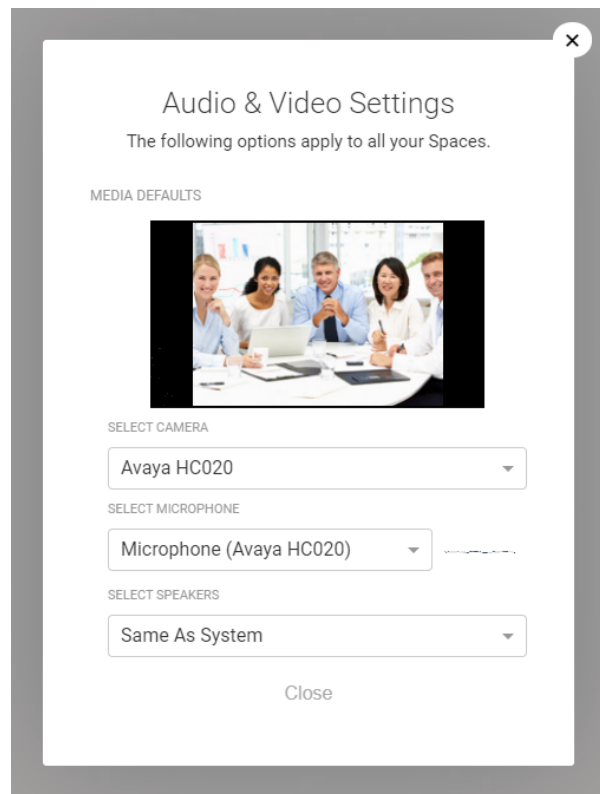 Audio & Video Settings
The following options apply to all your Spaces.
MEDIA DEFAULTS
SELECT CAMERA
Avaya HC020
SELECT MICROPHONE
Microphone (Avaya HC020)
SELECT SPEAKERS
Same As System
Close